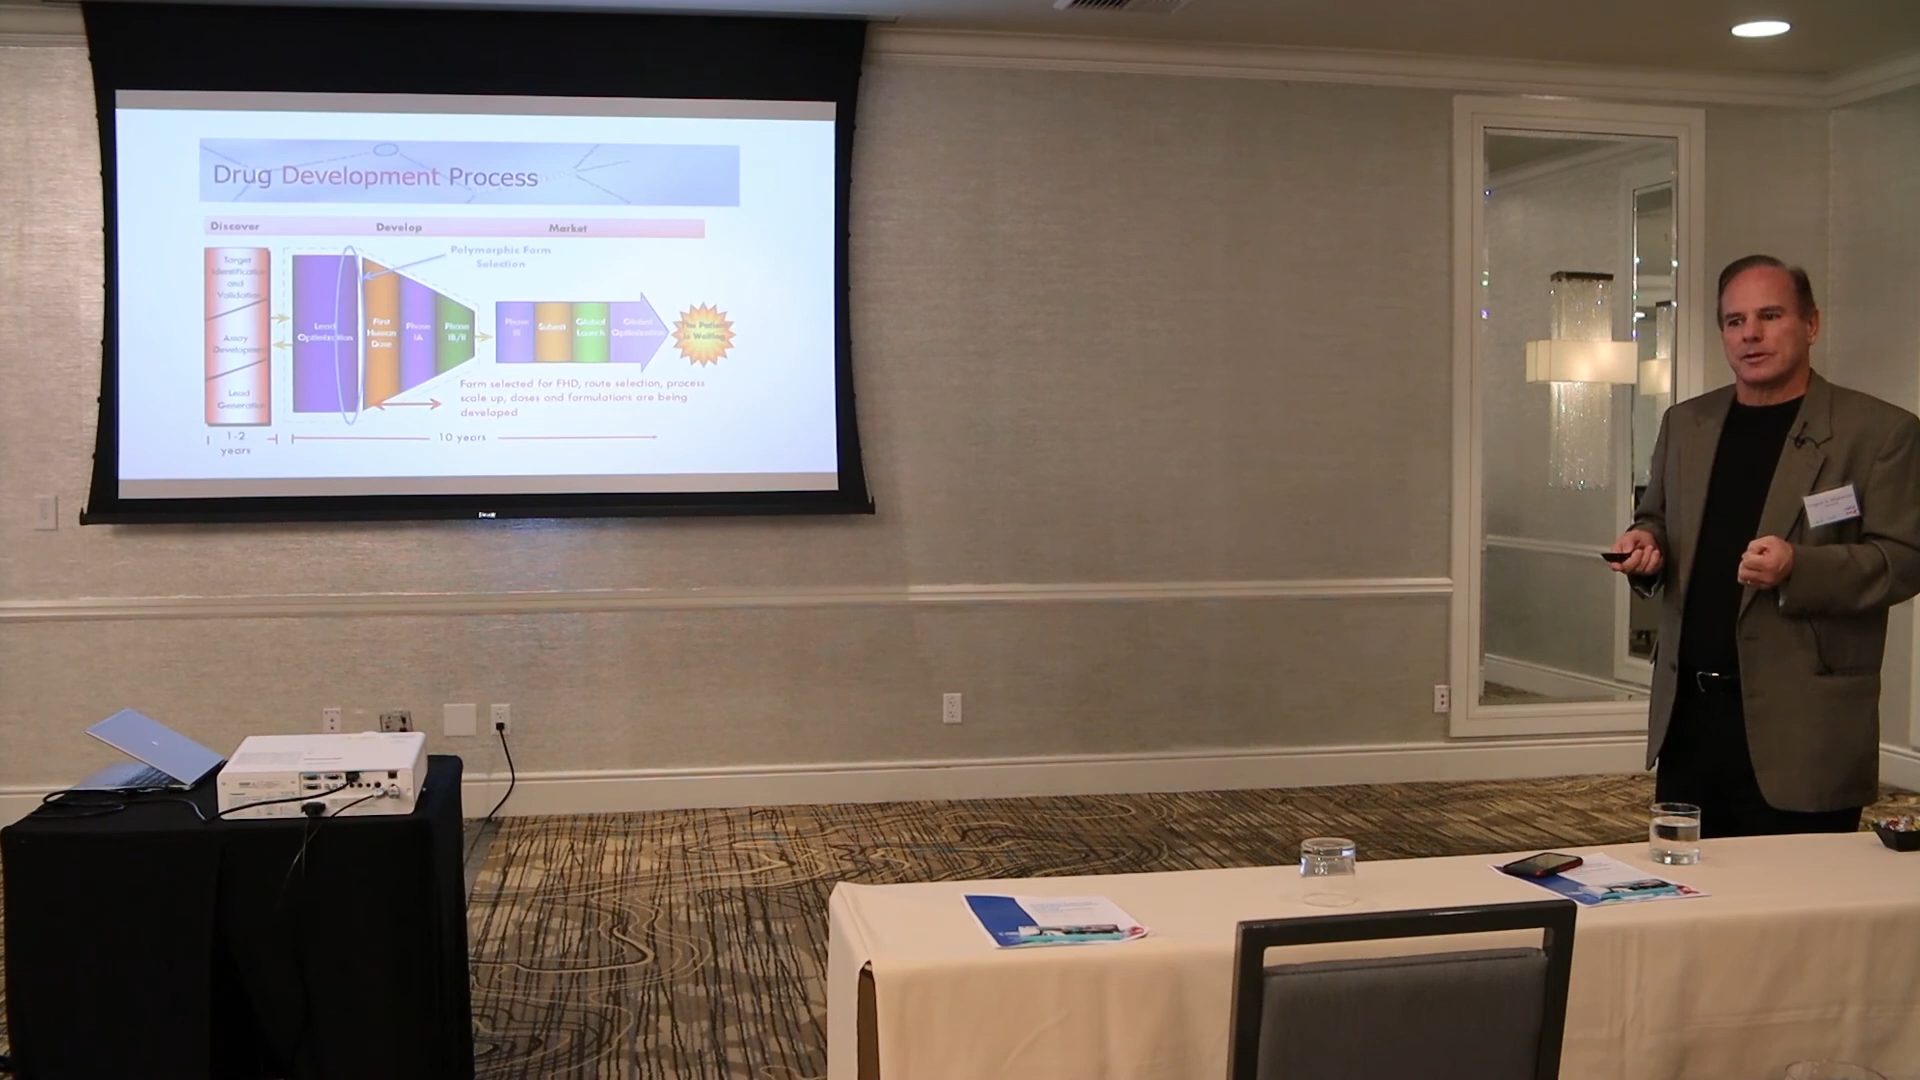 Drug Development Process
Discover Develop Market
Target
Identification
and
Validation
Assay
Development
Lead
Generation
Lead
Optimization
Polymorphic Form
Selection
First
Human
Dose
Phase
IA
Phase
IB/II
Phase
III
Submit
Global
Launch
Global
Optimization
The Patient
is Waiting
Form selected for FHD, route selection, process
scale up, doses and formulations are being
developed
1-2
years
10 years